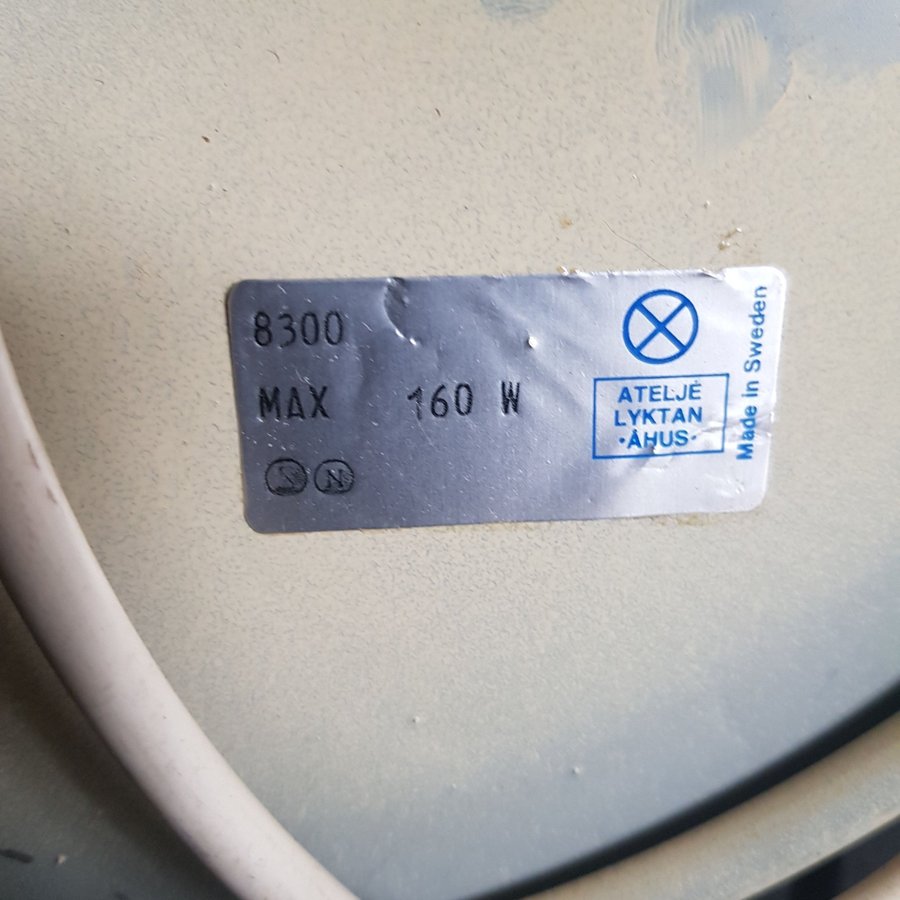 8300
MAX 160 W
S N
ATELJÉ
LYKTAN
·ÅHUS·
Made in Sweden